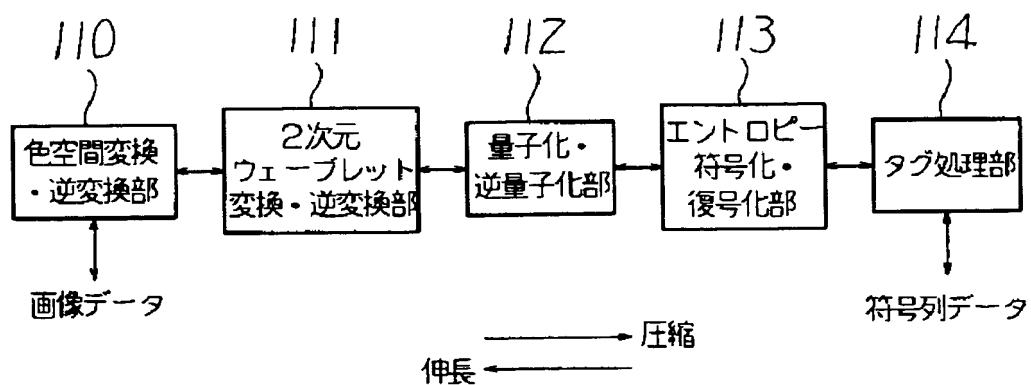 110
111
112
113
114
色空間変換
・逆変換部
2次元
ウェーブレット
変換・逆変換部
量子化・
逆量子化部
エントロピー
符号化・
復号化部
タグ処理部
画像データ
符号列データ
圧縮
伸長